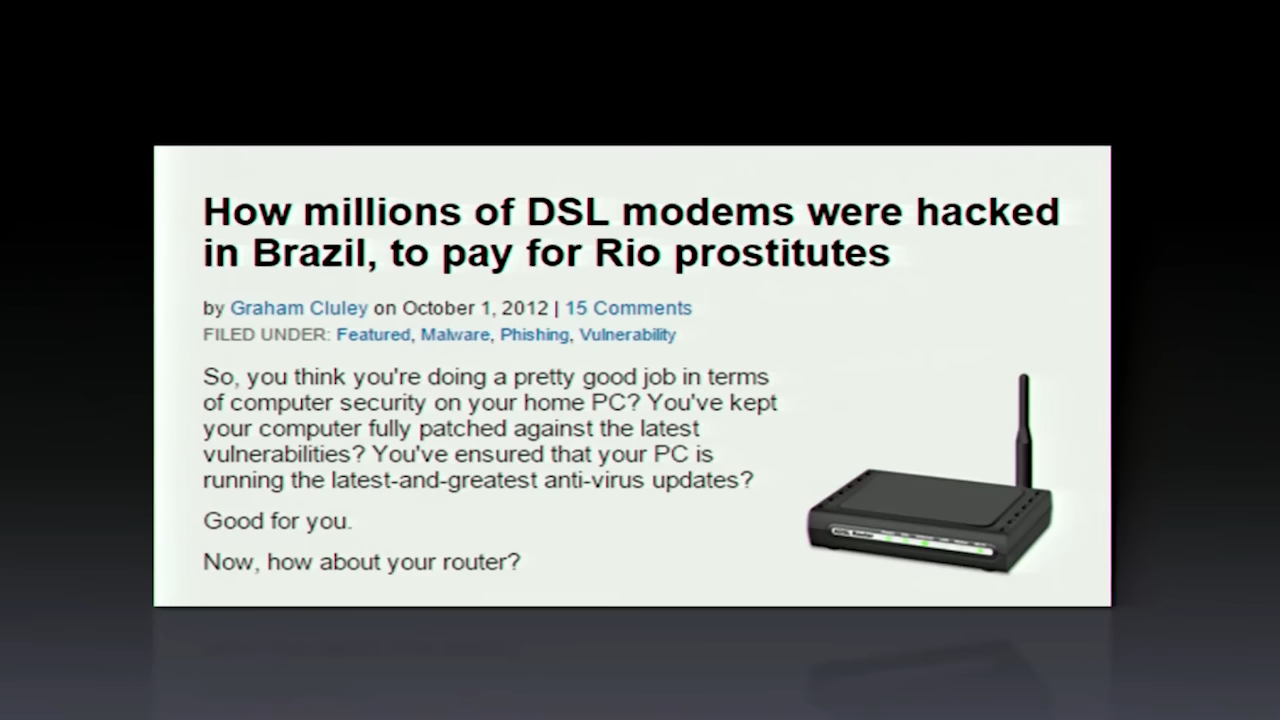 How millions of DSL modems were hacked
in Brazil, to pay for Rio prostitutes
by Graham Cluley on October 1, 2012 | 15 Comments
FILED UNDER: Featured, Malware, Phishing, Vulnerability
So, you think you're doing a pretty good job in terms
of computer security on your home PC? You've kept
your computer fully patched against the latest
vulnerabilities? You've ensured that your PC is
running the latest-and-greatest anti-virus updates?
Good for you.
Now, how about your router?